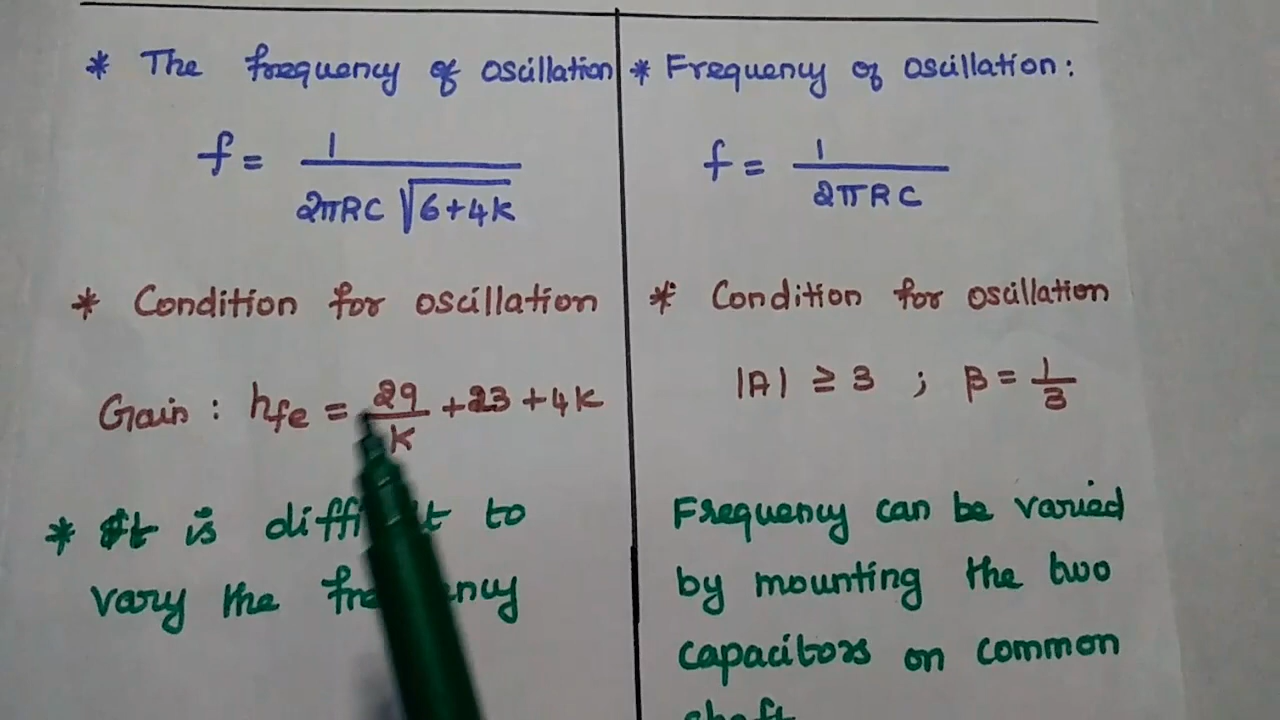 * The frequency of oscillation
f = 1 / 2πRC √6+4k
* Condition for oscillation
Gain : hfe = 29/k + 23 + 4k
* It is to
vary the
* Frequency of oscillation :
f = 1 / 2πRC
* Condition for oscillation
|A| ≥ 3 ; β = 1/3
Frequency can be varied
by mounting the two
capacitors on common
shaft